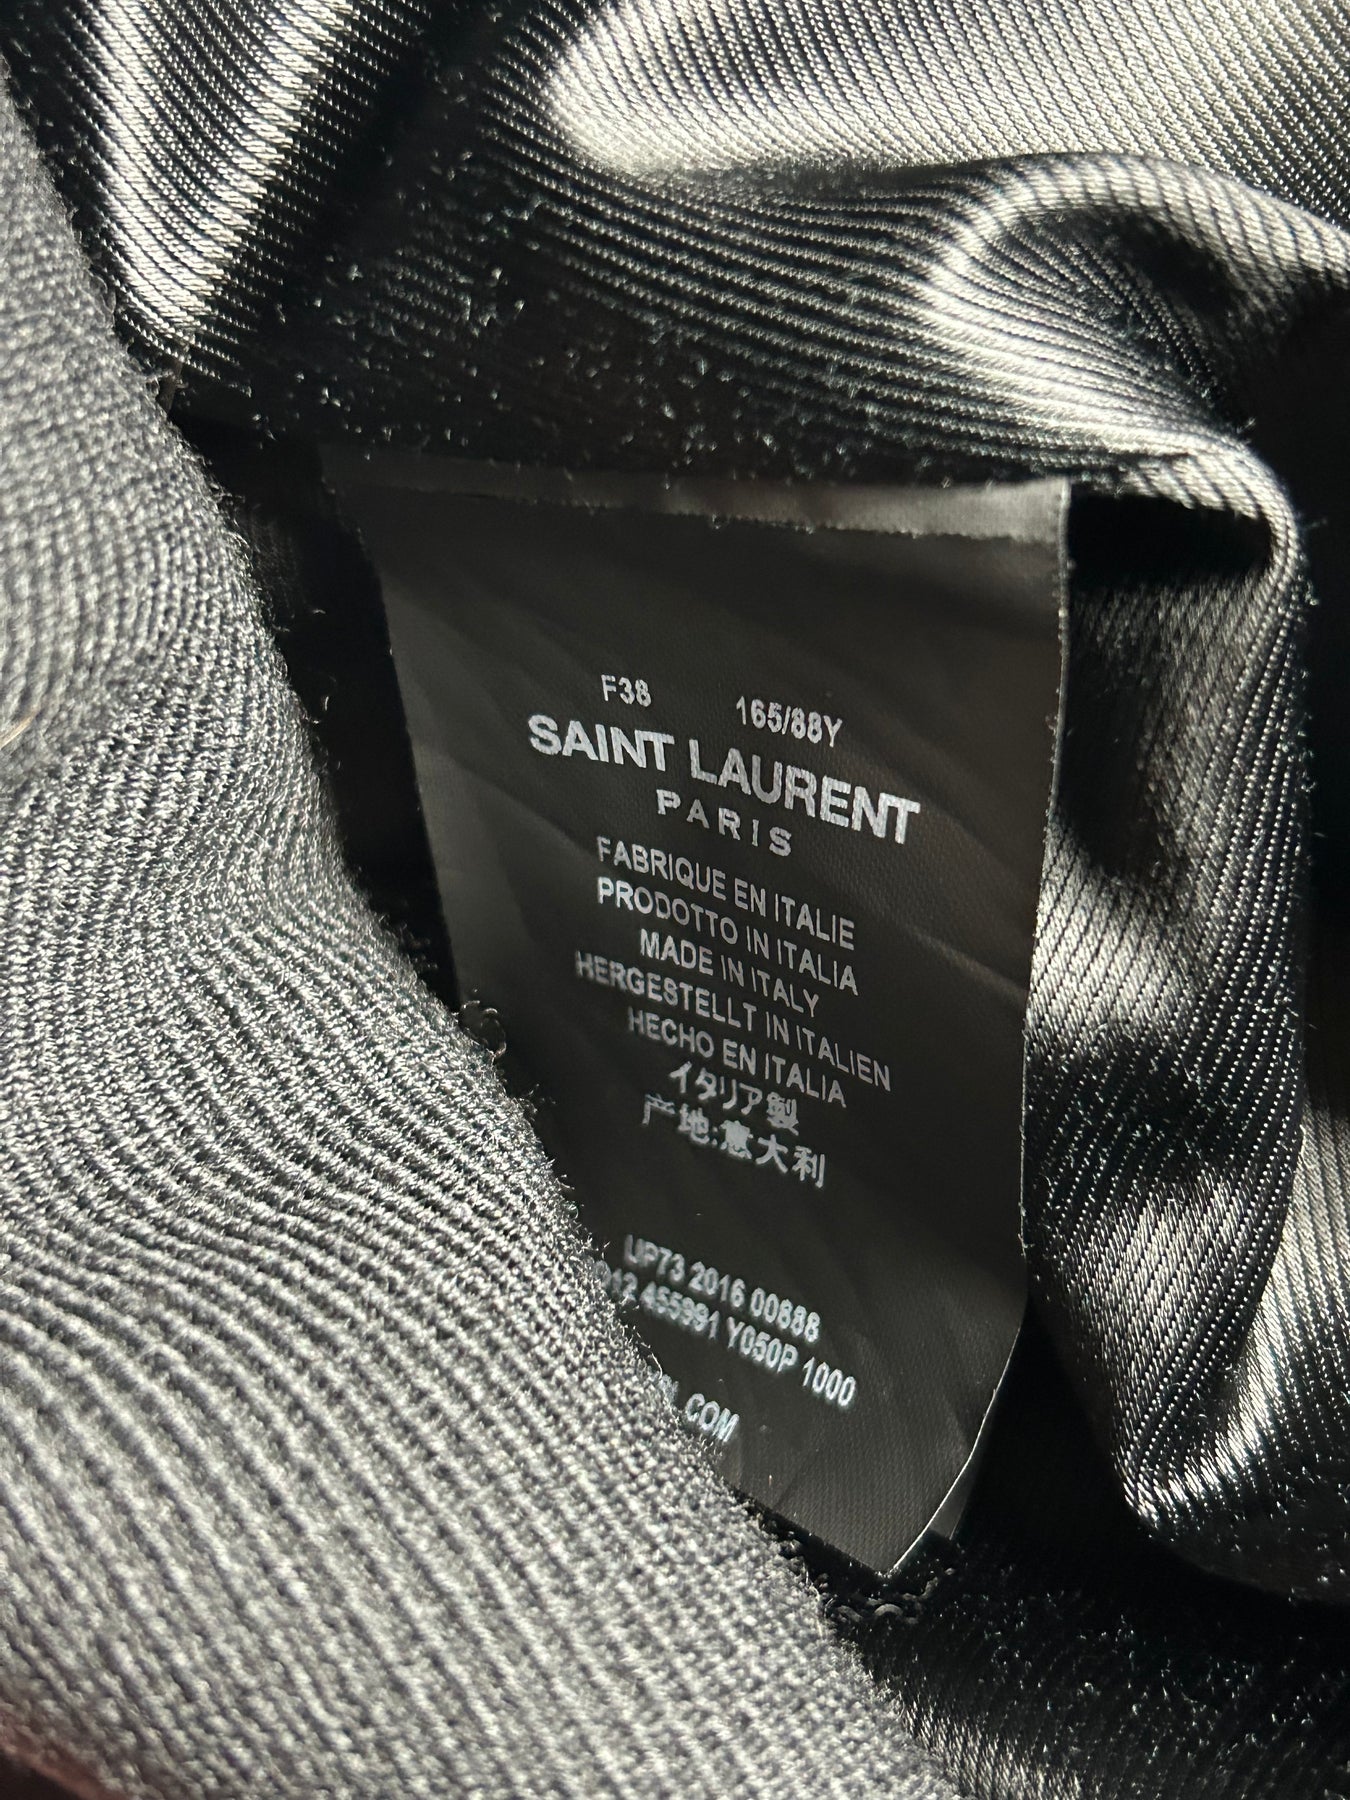 F38 165/88Y
SAINT LAURENT
PARIS
FABRIQUE EN ITALIE
PRODOTTO IN ITALIA
MADE IN ITALY
HERGESTELLT IN ITALIEN
HECHO EN ITALIA
イタリア製
产地:意大利
2016 00888
455991 Y050P 1000
.COM